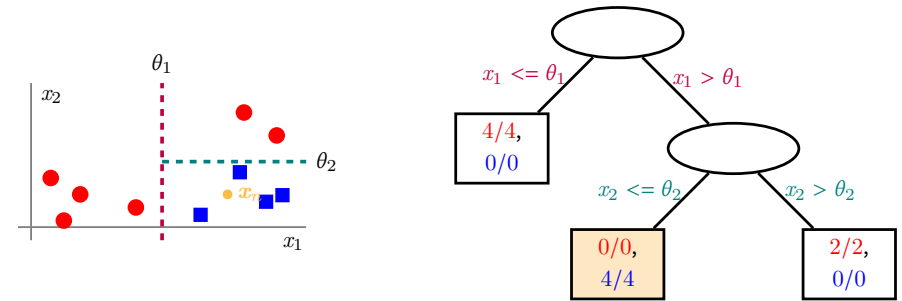 θ₁
x₂
θ₂
xₙ
x₁
x₁ <= θ₁
x₁ > θ₁
4/4,
0/0
x₂ <= θ₂
x₂ > θ₂
0/0,
4/4
2/2,
0/0